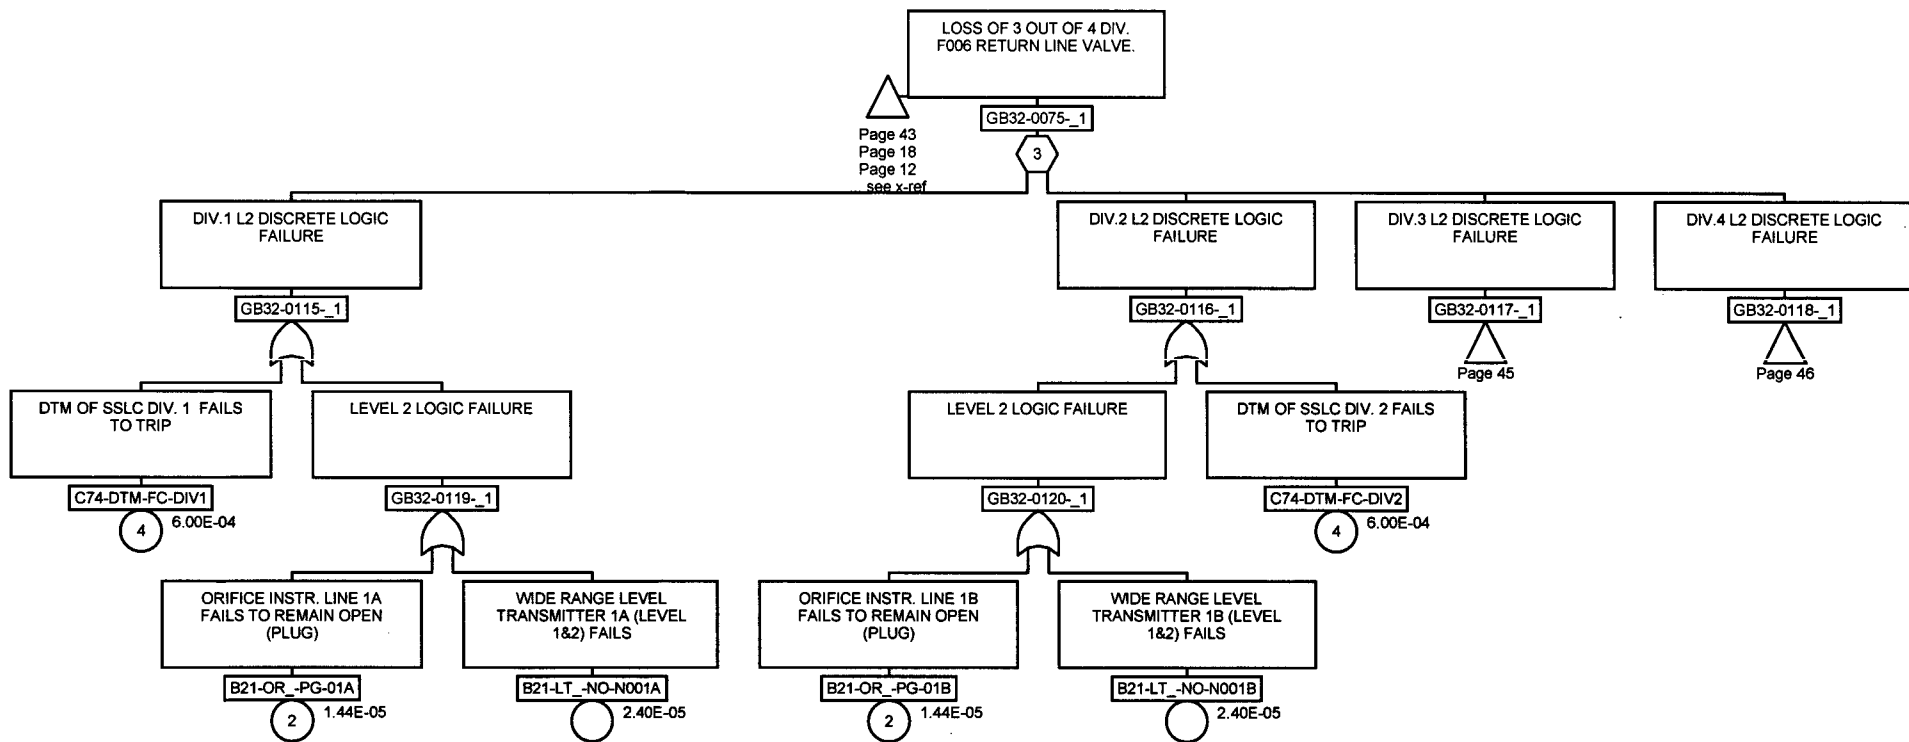 LOSS OF 3 OUT OF 4 DIV.
F006 RETURN LINE VALVE.
GB32-0075-_1
Page 43
Page 18
Page 12
see x-ref
3
DIV.1 L2 DISCRETE LOGIC
FAILURE
GB32-0115-_1
DIV.2 L2 DISCRETE LOGIC
FAILURE
GB32-0116-_1
DIV.3 L2 DISCRETE LOGIC
FAILURE
GB32-0117-_1
Page 45
DIV.4 L2 DISCRETE LOGIC
FAILURE
GB32-0118-_1
Page 46
DTM OF SSLC DIV. 1 FAILS
TO TRIP
C74-DTM-FC-DIV1
4
6.00E-04
LEVEL 2 LOGIC FAILURE
GB32-0119-_1
LEVEL 2 LOGIC FAILURE
GB32-0120-_1
DTM OF SSLC DIV. 2 FAILS
TO TRIP
C74-DTM-FC-DIV2
4
6.00E-04
ORIFICE INSTR. LINE 1A
FAILS TO REMAIN OPEN
(PLUG)
B21-OR_-PG-01A
2
1.44E-05
WIDE RANGE LEVEL
TRANSMITTER 1A (LEVEL
1&2) FAILS
B21-LT_-NO-N001A
2.40E-05
ORIFICE INSTR. LINE 1B
FAILS TO REMAIN OPEN
(PLUG)
B21-OR_-PG-01B
2
1.44E-05
WIDE RANGE LEVEL
TRANSMITTER 1B (LEVEL
1&2) FAILS
B21-LT_-NO-N001B
2.40E-05